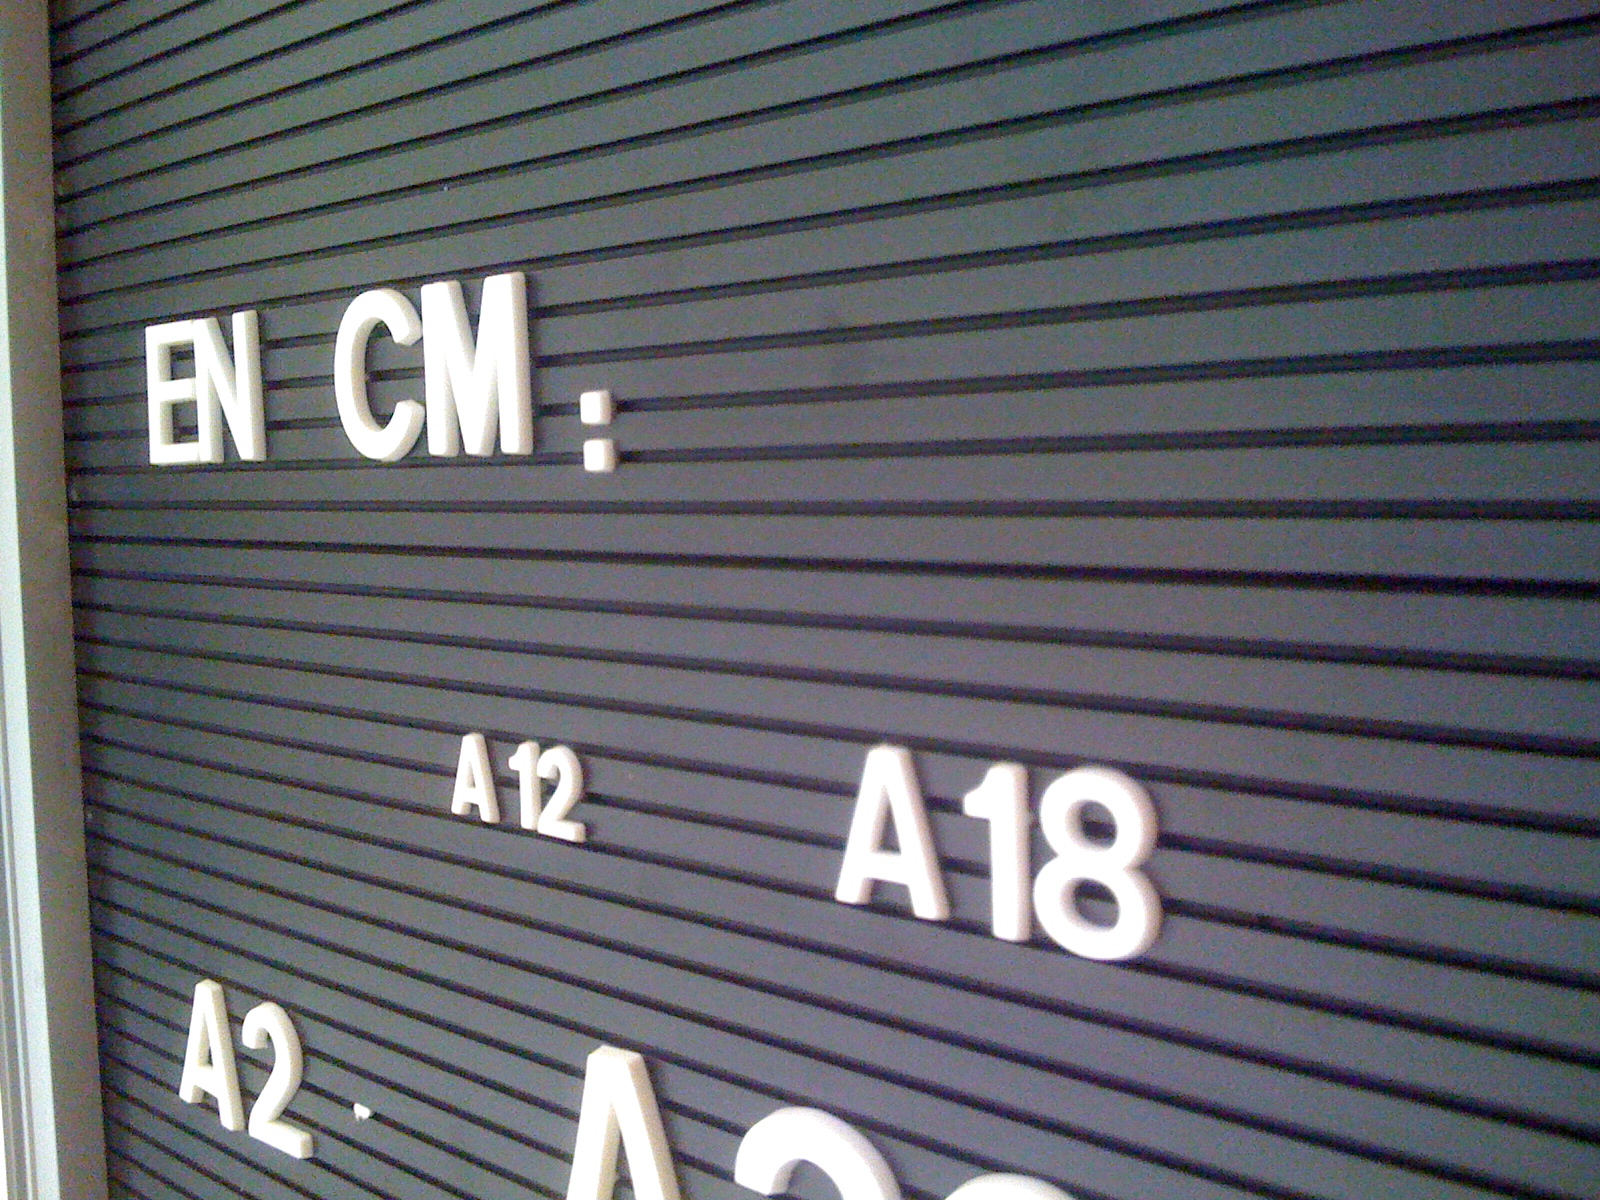 EN CM:
A12 A18
A2.